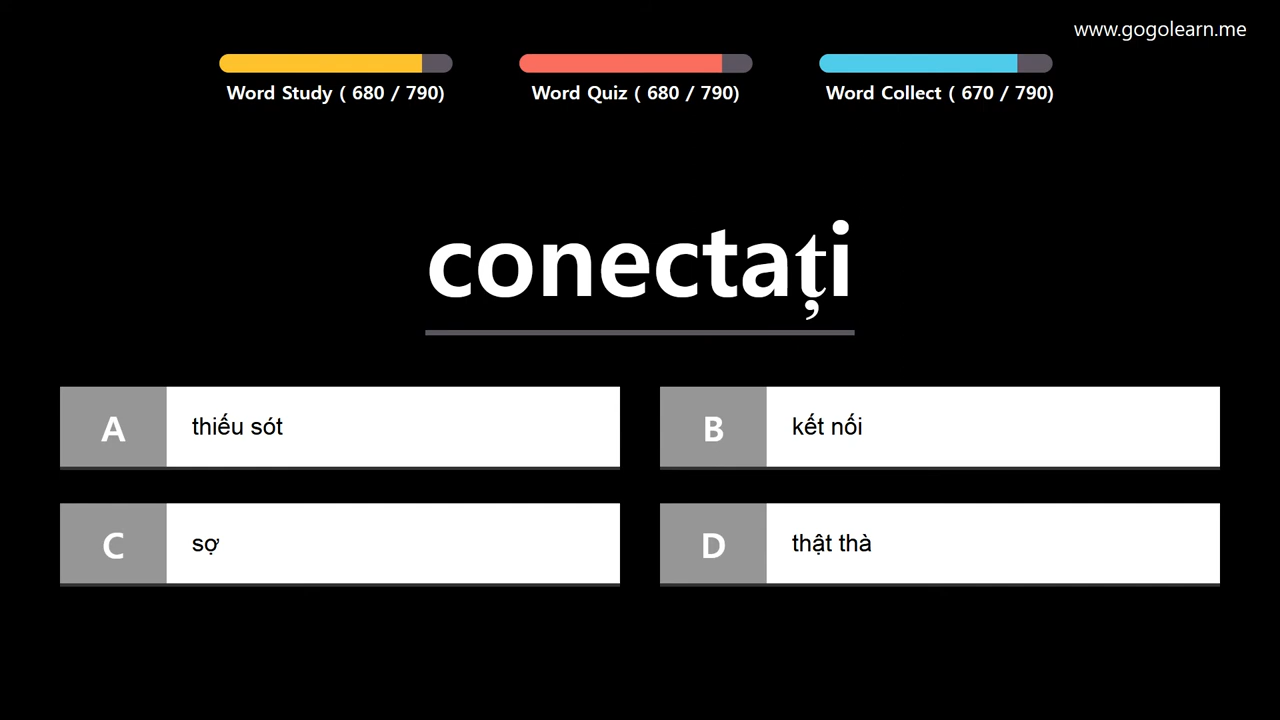 www.gogolearn.me
Word Study ( 680 / 790)
Word Quiz ( 680 / 790)
Word Collect ( 670 / 790)
conectați
A
thiếu sót
B
kết nối
C
sợ
D
thật thà